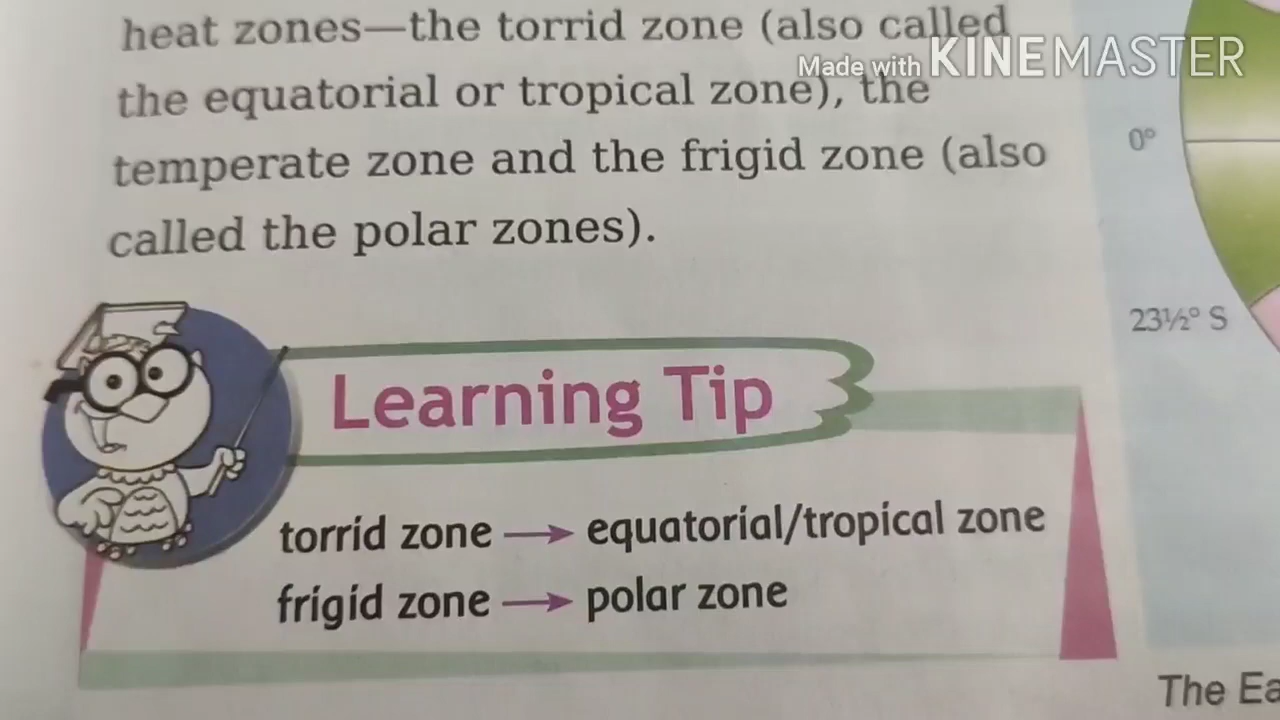 heat zones—the torrid zone (also called
Made with KINEMASTER
the equatorial or tropical zone), the
temperate zone and the frigid zone (also
called the polar zones).
0°
23½° S
Learning Tip
torrid zone → equatorial/tropical zone
frigid zone → polar zone
The Ea